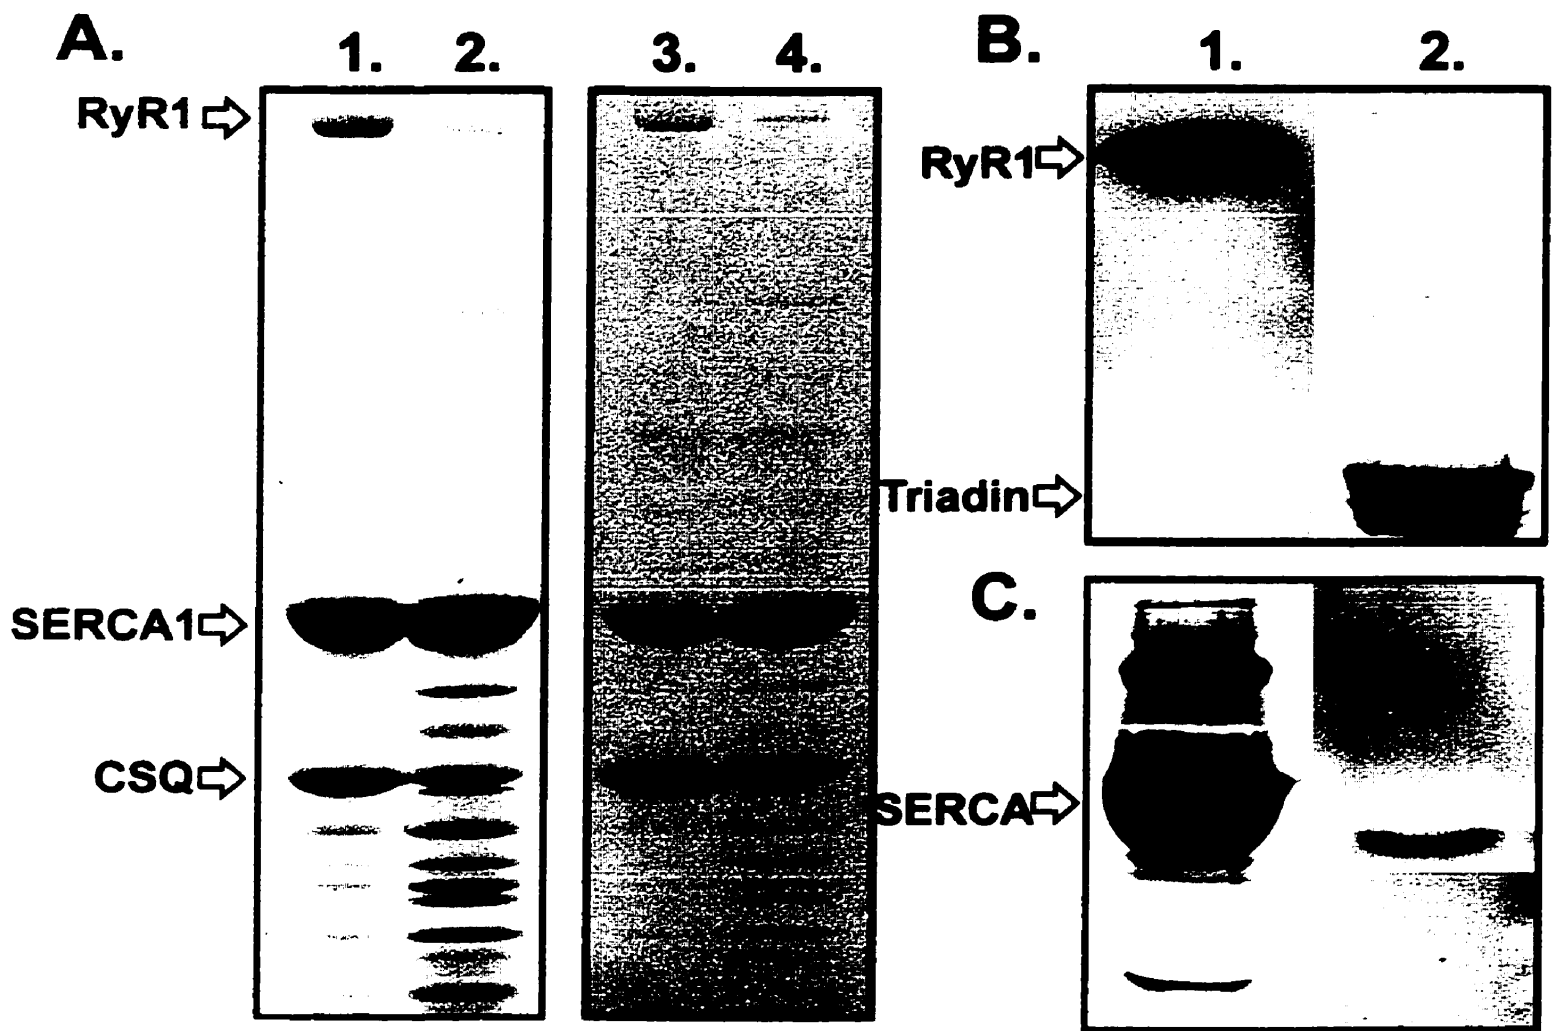 A.
1. 2. 3. 4.
RyR1
SERCA1
CSQ
B.
1. 2.
RyR1
Triadin
C.
SERCA